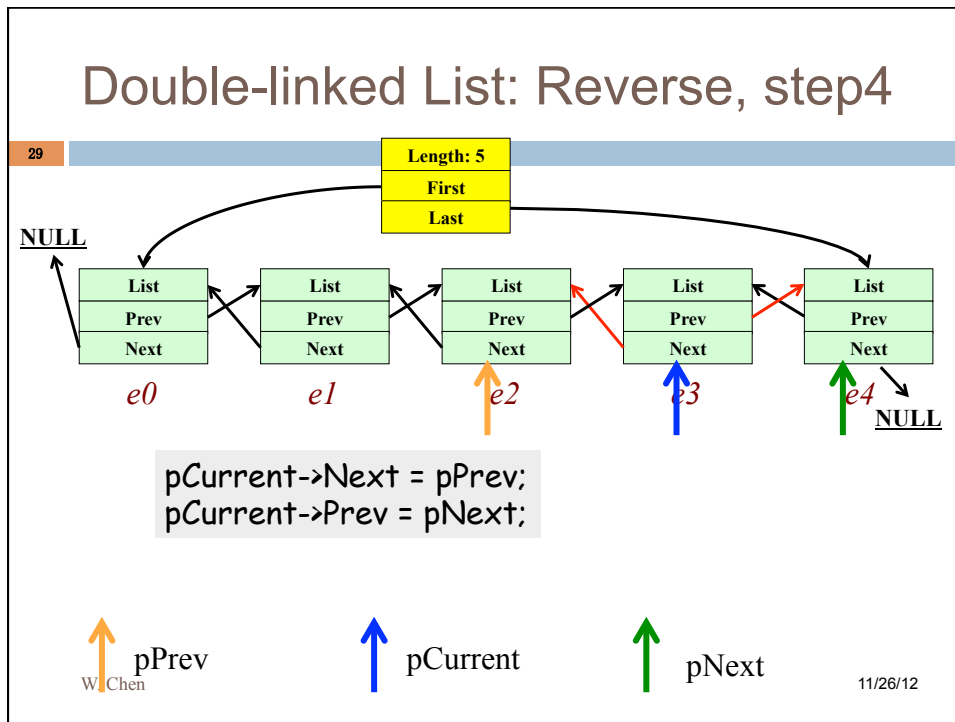 Double-linked List: Reverse, step4
29
Length: 5
First
Last
NULL
List
Prev
Next
List
Prev
Next
List
Prev
Next
List
Prev
Next
List
Prev
Next
e0
e1
e2
e3
e4
NULL
pCurrent->Next = pPrev;
pCurrent->Prev = pNext;
pPrev
pCurrent
pNext
W. Chen
11/26/12